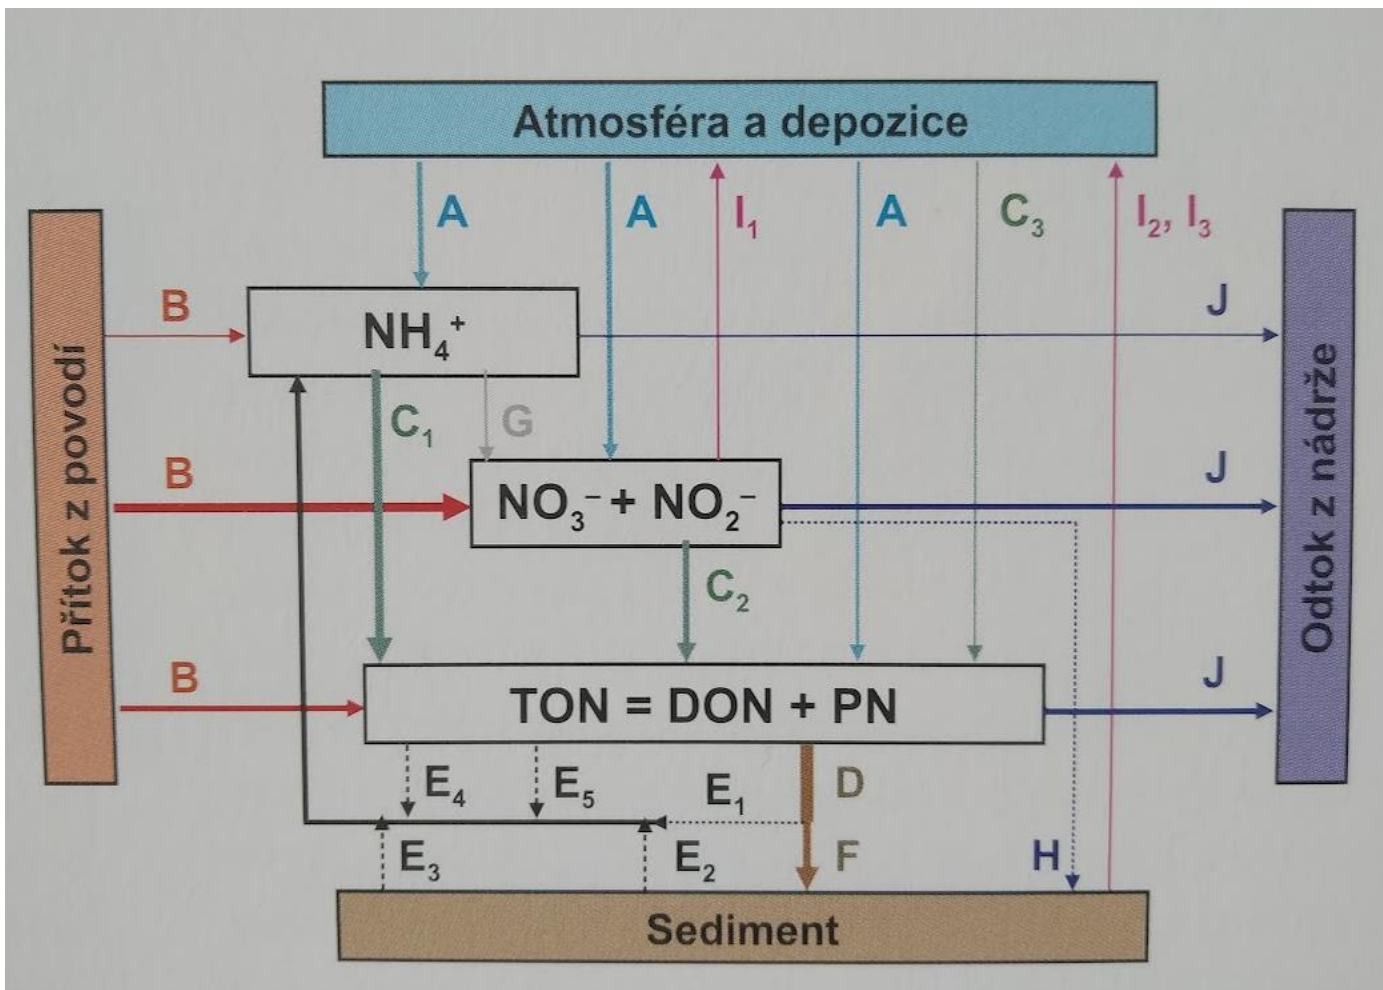 Atmosféra a depozice
A
A
I₁
A
C₃
I₂, I₃
Přítok z povodí
B
NH₄⁺
J
Odtok z nádrže
C₁
G
B
NO₃⁻ + NO₂⁻
J
C₂
B
TON = DON + PN
J
E₄
E₅
E₁
D
E₃
E₂
F
H
Sediment